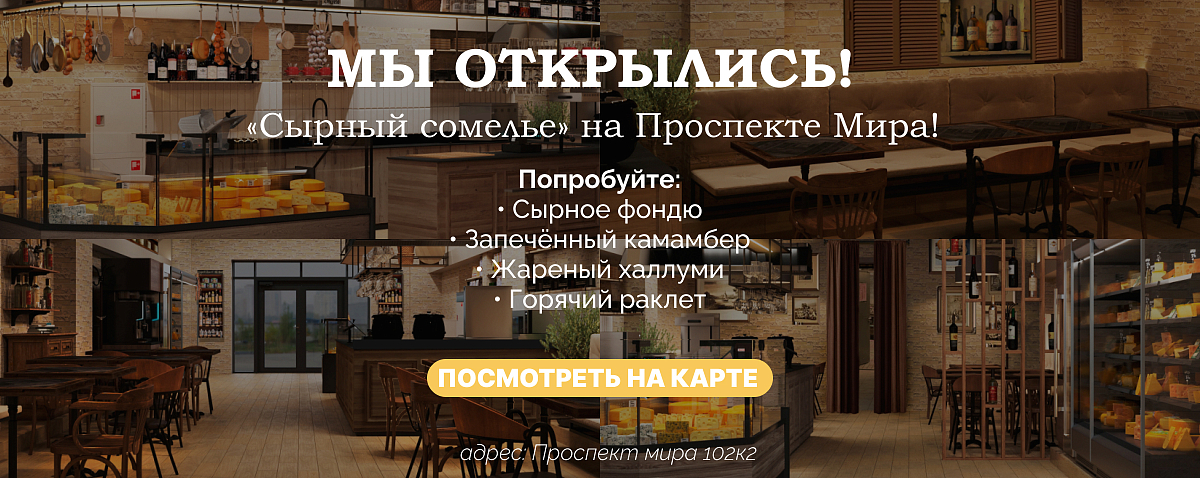 МЫ ОТКРЫЛИСЬ!
«Сырный сомелье» на Проспекте Мира!
Попробуйте:
• Сырное фондю
• Запечённый камамбер
• Жареный халлуми
• Горячий раклет
ПОСМОТРЕТЬ НА КАРТЕ
адрес: Проспект мира 102к2